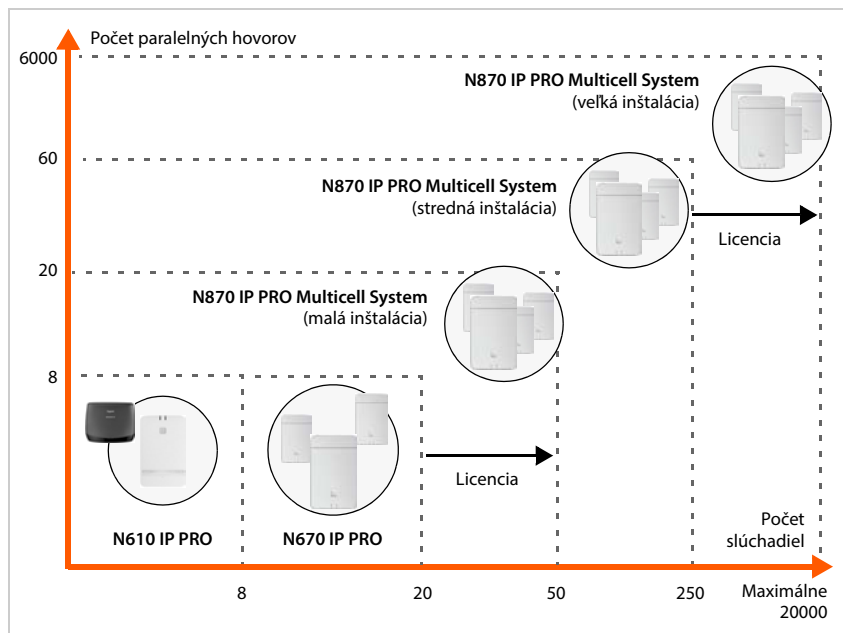 Počet paralelných hovorov
6000
N870 IP PRO Multicell System
(veľká inštalácia)
60
N870 IP PRO Multicell System
(stredná inštalácia)
Licencia
20
N870 IP PRO Multicell System
(malá inštalácia)
8
Licencia
N610 IP PRO
N670 IP PRO
Počet
slúchadiel
8
20
50
250
Maximálne
20000